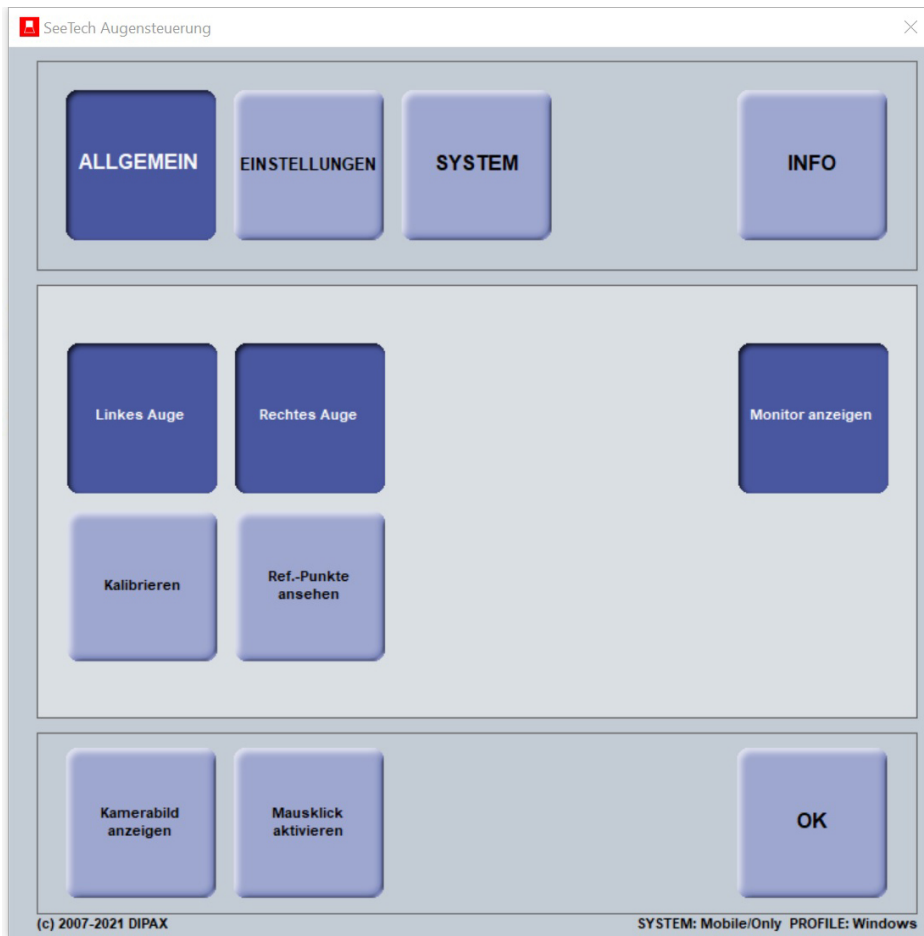 SeeTech Augensteuerung
ALLGEMEIN
EINSTELLUNGEN
SYSTEM
INFO
Linkes Auge
Rechtes Auge
Monitor anzeigen
Kalibrieren
Ref.-Punkte
ansehen
Kamerabild
anzeigen
Mausklick
aktivieren
OK
(c) 2007-2021 DIPAX
SYSTEM: Mobile/Only PROFILE: Windows